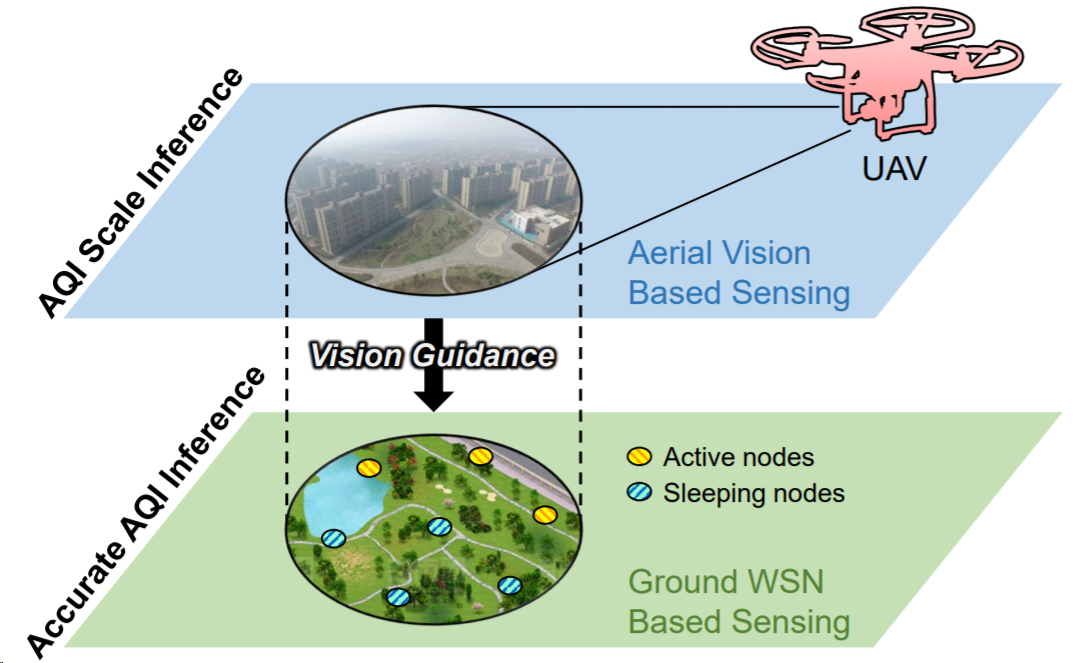 AQI Scale Inference
UAV
Aerial Vision
Based Sensing
Vision Guidance
Accurate AQI Inference
Active nodes
Sleeping nodes
Ground WSN
Based Sensing